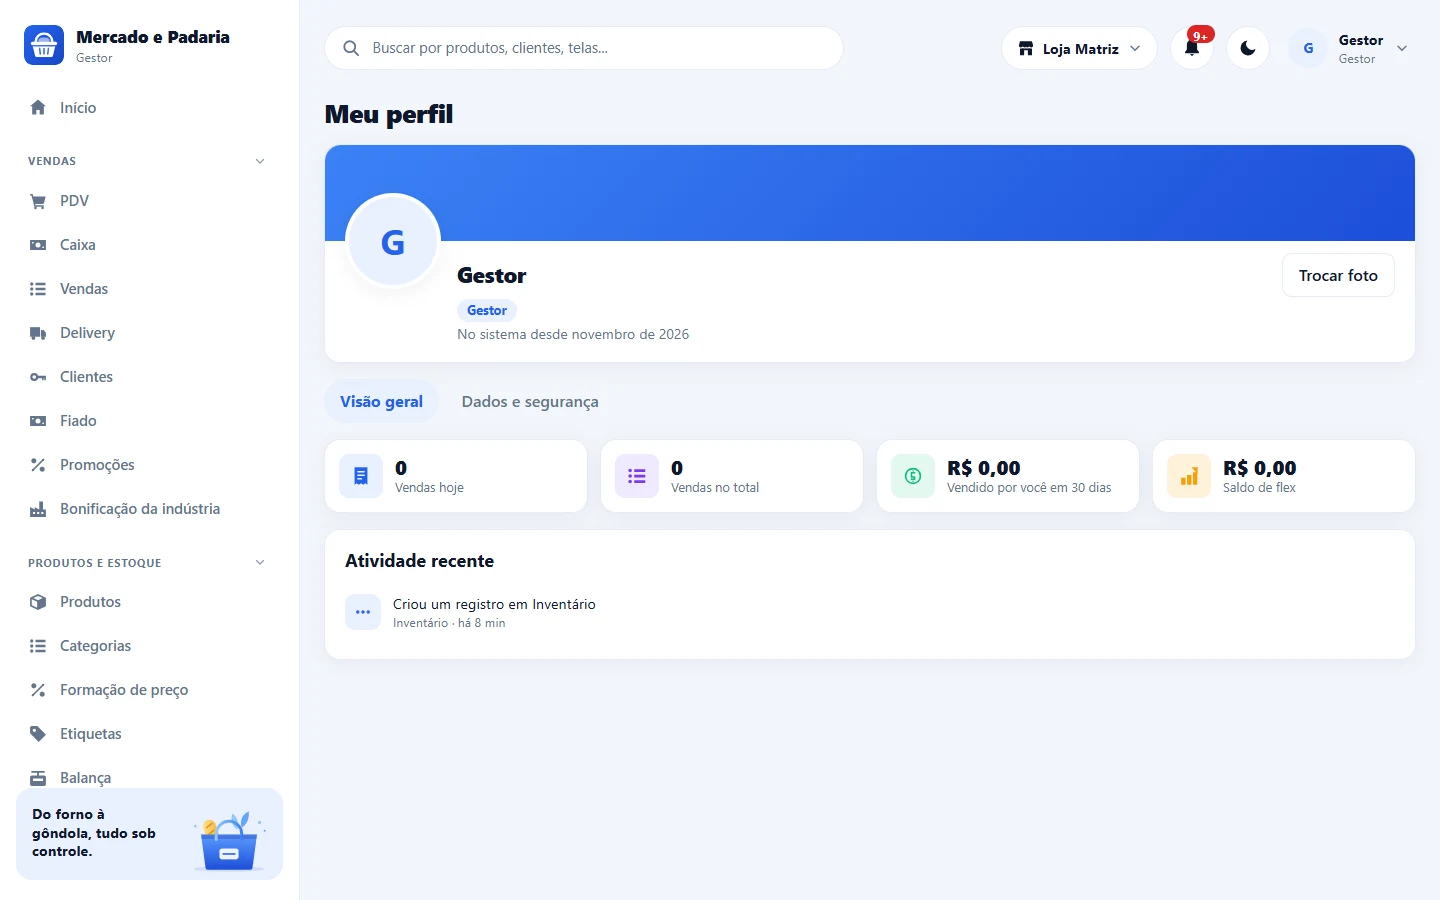 Mercado e Padaria
Gestor
Início
VENDAS
PDV
Caixa
Vendas
Delivery
Clientes
Fiado
Promoções
Bonificação da indústria
PRODUTOS E ESTOQUE
Produtos
Categorias
Formação de preço
Etiquetas
Balança
Do forno à
gôndola, tudo sob
controle.
Buscar por produtos, clientes, telas...
Loja Matriz
9+
G
Gestor
Gestor
Meu perfil
G
Gestor
Gestor
No sistema desde novembro de 2026
Trocar foto
Visão geral
Dados e segurança
0
Vendas hoje
0
Vendas no total
R$ 0,00
Vendido por você em 30 dias
R$ 0,00
Saldo de flex
Atividade recente
Criou um registro em Inventário
Inventário · há 8 min